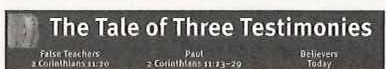 The Tale of Three Testimonies
False Teachers Paul Believers
2 Corinthians 11:20 2 Corinthians 11:23–29 Today